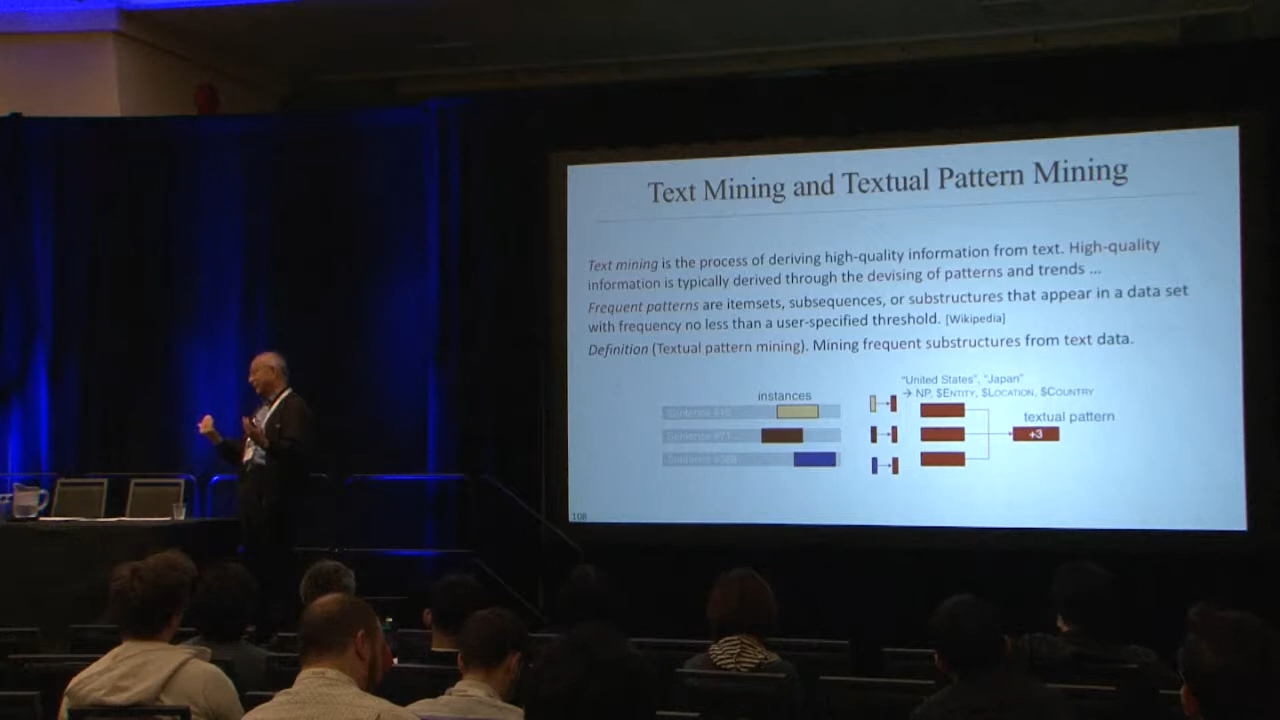 Text Mining and Textual Pattern Mining
Text mining is the process of deriving high-quality information from text. High-quality
information is typically derived through the devising of patterns and trends ...
Frequent patterns are itemsets, subsequences, or substructures that appear in a data set
with frequency no less than a user-specified threshold. [Wikipedia]
Definition (Textual pattern mining). Mining frequent substructures from text data.
"United States", "Japan"
→ NP, $ENTITY, $LOCATION, $COUNTRY
instances
textual pattern
Sentence
Sentence
Sentence
+3
108